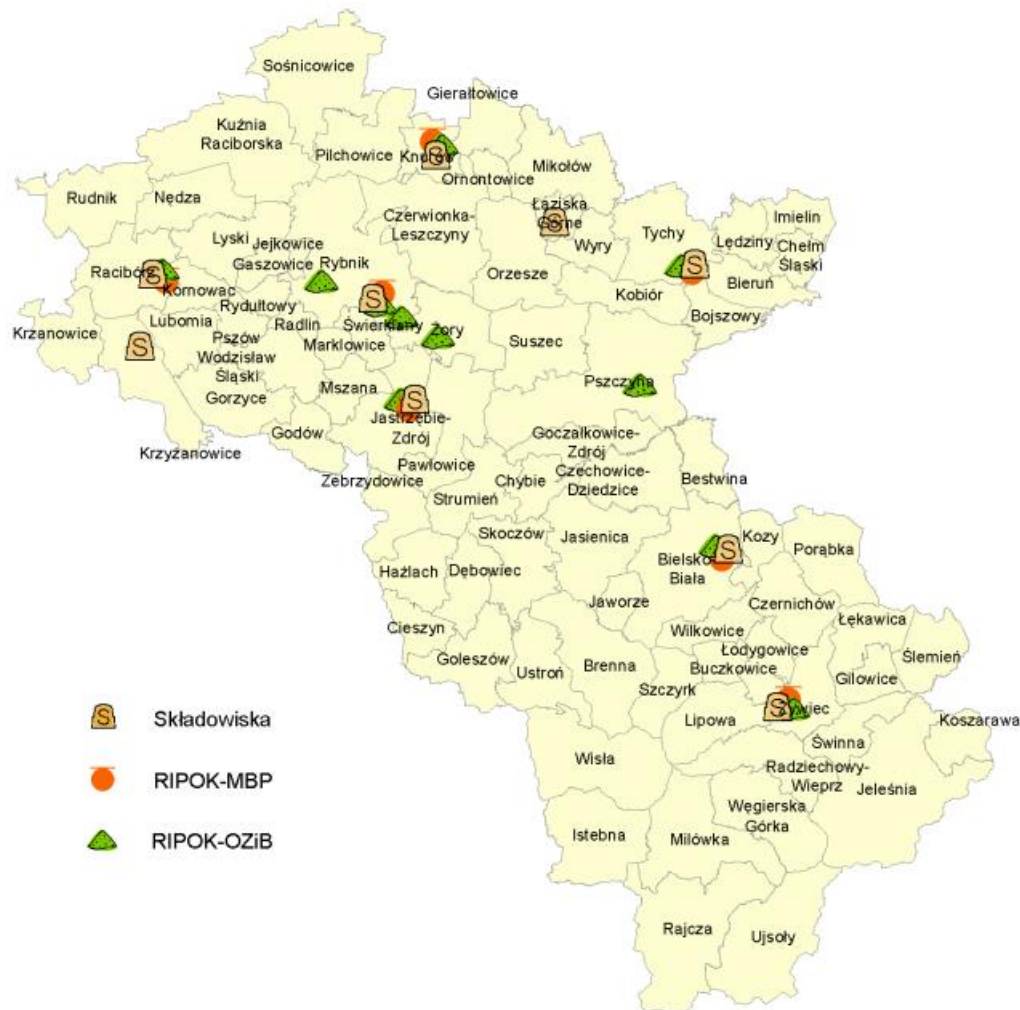 Sośnicowice
Gierałtowice
Kuźnia
Raciborska
Pilchowice
Knurów
Ornontowice
Mikołów
Rudnik
Nędza
Łaziska
Górne
Wyry
Tychy
Lędziny
Imielin
Chełm
Śląski
Bieruń
Czerwionka-
Leszczyny
Lyski
Jejkowice
Gaszowice
Rybnik
Orzesze
Racibórz
Kornowac
Kobiór
Bojszowy
Krzanowice
Lubomia
Rydułtowy
Radlin
Świerklany
Marklowice
Żory
Pszów
Wodzisław
Śląski
Suszec
Gorzyce
Mszana
Pszczyna
Jastrzębie-
Zdrój
Godów
Krzyżanowice
Goczałkowice-
Zdrój
Pawłowice
Zebrzydowice
Chybie
Czechowice-
Dziedzice
Bestwina
Strumień
Skoczów
Jasienica
Kozy
Porąbka
Bielsko-
Biała
Hażlach
Dębowiec
Jaworze
Czernichów
Łękawica
Cieszyn
Wilkowice
Łodygowice
Ślemień
Goleszów
Ustroń
Brenna
Buczkowice
Gilowice
Szczyrk
S Składowiska
Lipowa
Żywiec
Koszarawa
Świnna
Wisła
Radziechowy-
Wieprz
Jeleśnia
RIPOK-MBP
Węgierska
Górka
Istebna
Milówka
RIPOK-OZiB
Rajcza
Ujsoły
S
S
S
S
S
S
S
S
S